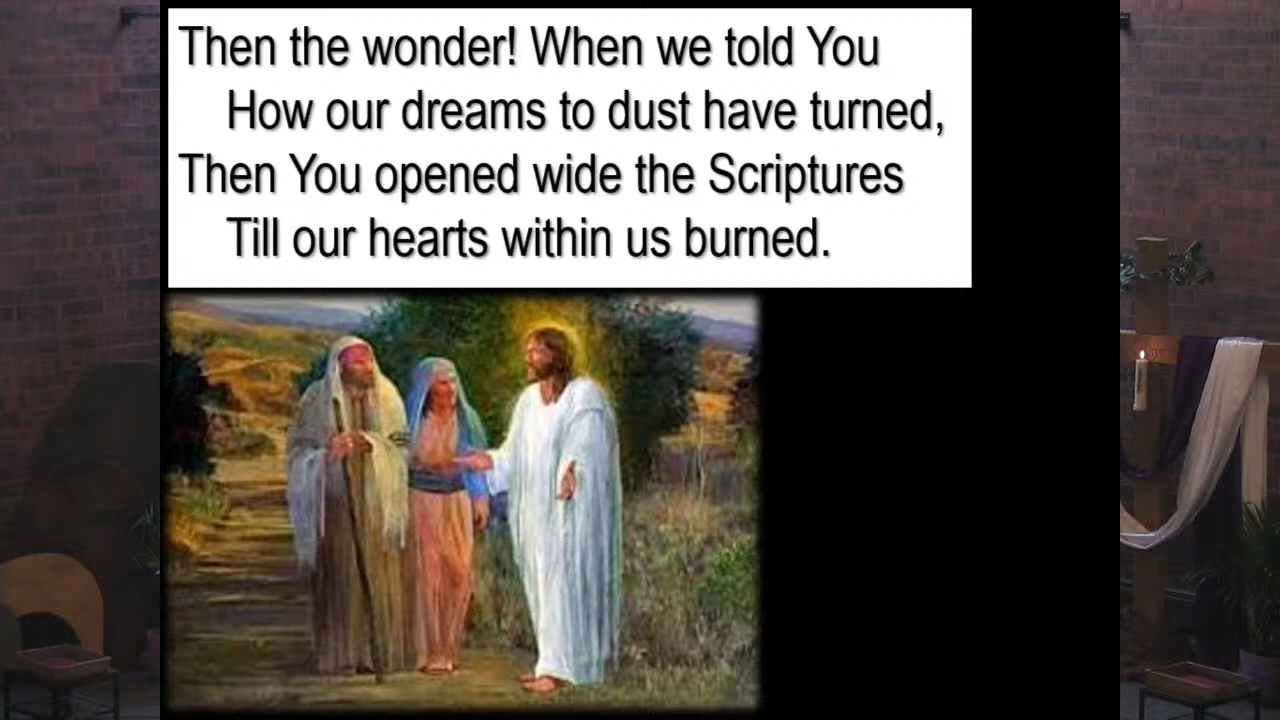 Then the wonder! When we told You
How our dreams to dust have turned,
Then You opened wide the Scriptures
Till our hearts within us burned.